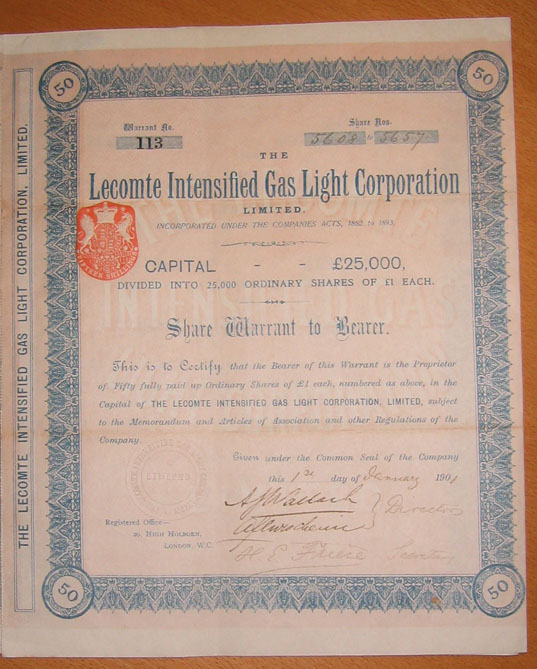 50
50
Warrant No.
113
Share Nos.
5608 to 5657
THE
Lecomte Intensified Gas Light Corporation
LIMITED.
INCORPORATED UNDER THE COMPANIES ACTS, 1862 to 1893.
CAPITAL - - £25,000,
DIVIDED INTO 25,000 ORDINARY SHARES OF £1 EACH.
Share Warrant to Bearer.
This is to Certify that the Bearer of this Warrant is the Proprietor
of Fifty fully paid up Ordinary Shares of £1 each, numbered as above, in the
Capital of THE LECOMTE INTENSIFIED GAS LIGHT CORPORATION, LIMITED, subject
to the Memorandum and Articles of Association and other Regulations of the
Company.
Given under the Common Seal of the Company
this 1st day of January 1901
Directors
Secretary
Registered Office—
29, HIGH HOLBORN,
LONDON, W.C.
50
50
THE LECOMTE INTENSIFIED GAS LIGHT CORPORATION, LIMITED.
FIFTEEN SHILLINGS